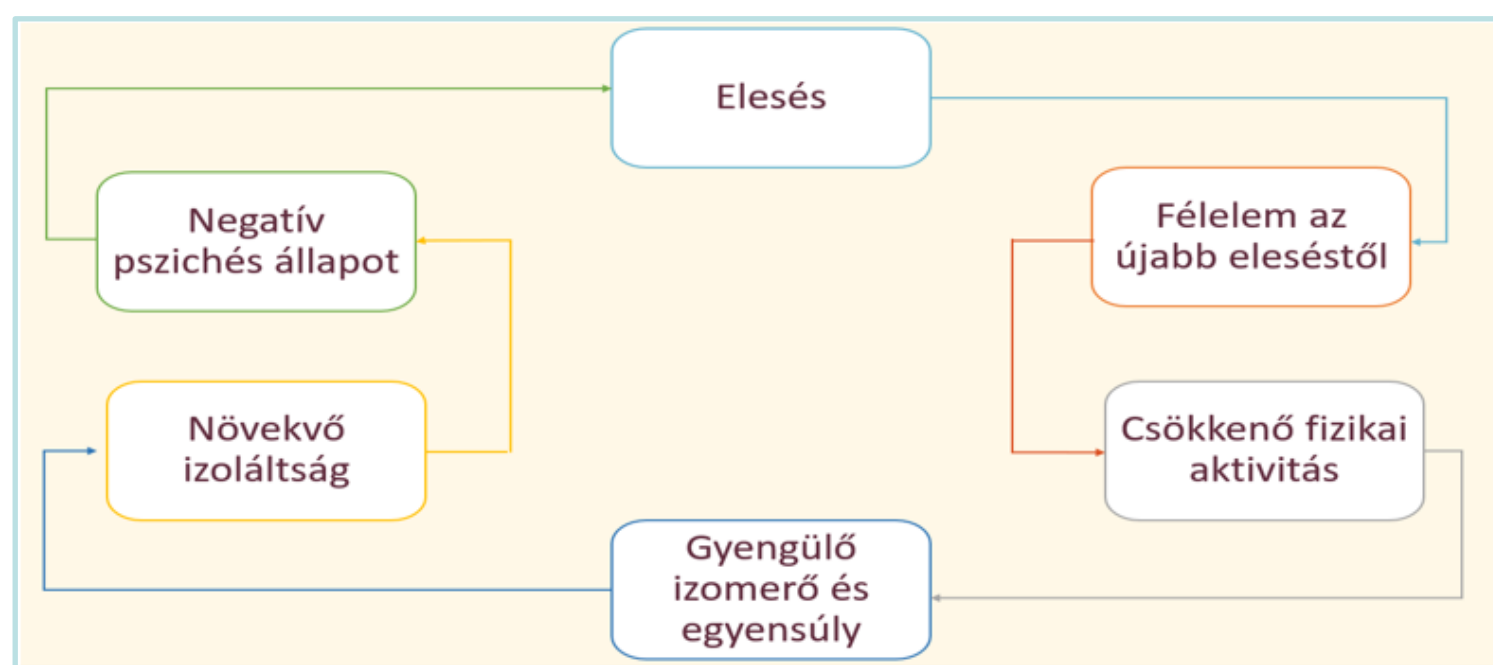 Elesés
Félelem az
újabb eleséstől
Csökkenő fizikai
aktivitás
Gyengülő
izomerő és
egyensúly
Növekvő
izoláltság
Negatív
pszichés állapot